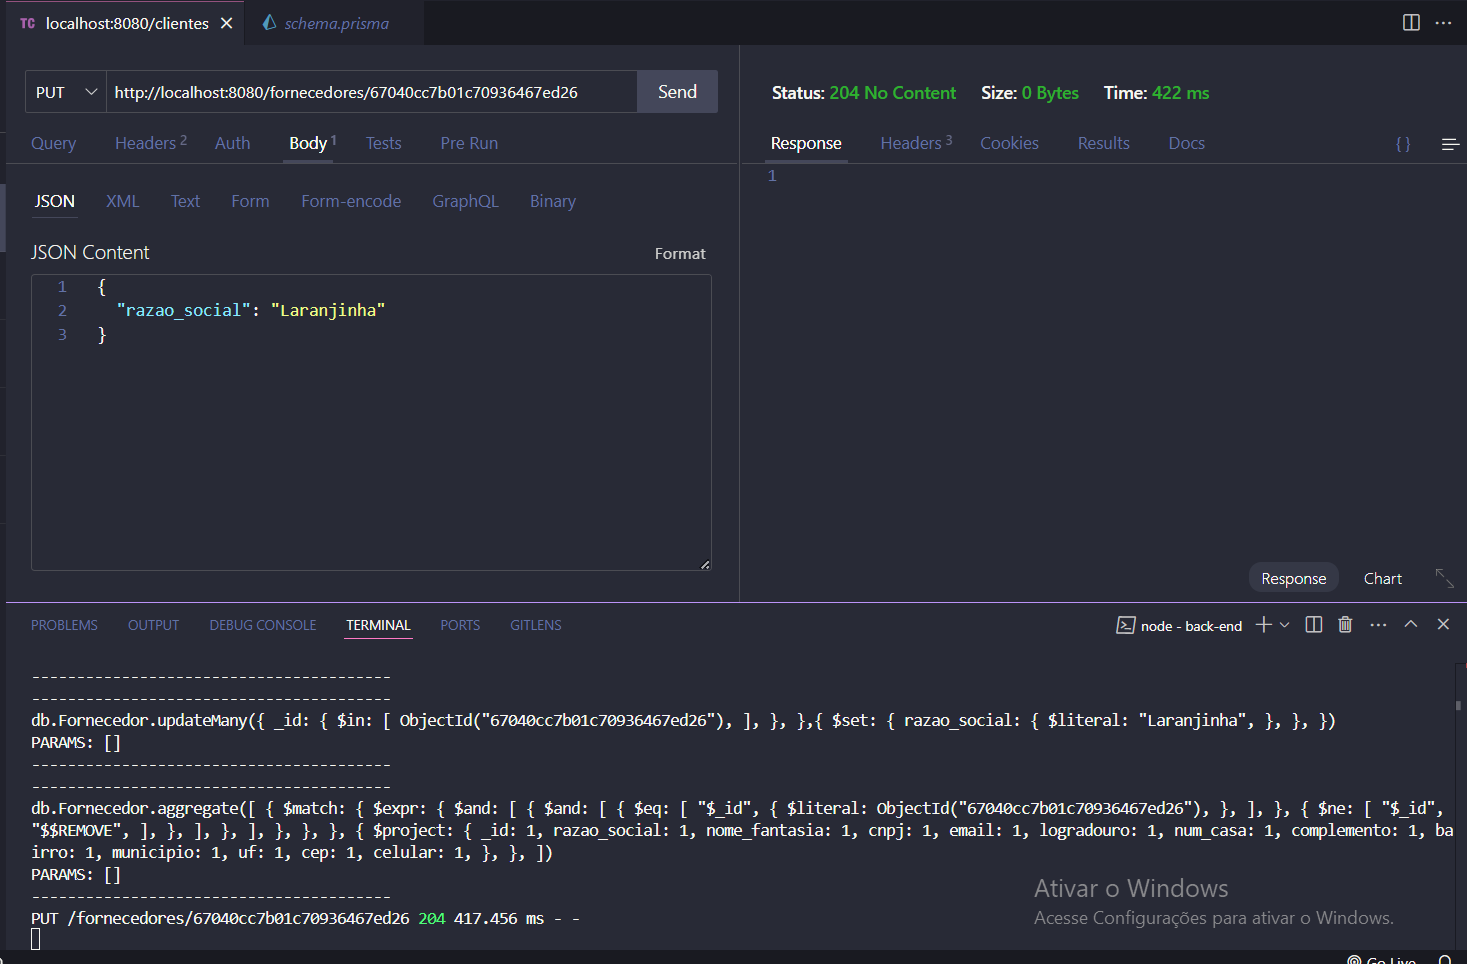 TC localhost:8080/clientes
schema.prisma
PUT http://localhost:8080/fornecedores/67040cc7b01c70936467ed26 Send
Query Headers 2 Auth Body 1 Tests Pre Run
JSON XML Text Form Form-encode GraphQL Binary
JSON Content Format
1 {
2 "razao_social": "Laranjinha"
3 }
Status: 204 No Content Size: 0 Bytes Time: 422 ms
Response Headers 3 Cookies Results Docs { }
1
Response Chart
PROBLEMS OUTPUT DEBUG CONSOLE TERMINAL PORTS GITLENS
node - back-end
----------------------------------------
----------------------------------------
db.Fornecedor.updateMany({ _id: { $in: [ ObjectId("67040cc7b01c70936467ed26"), ], }, },{ $set: { razao_social: { $literal: "Laranjinha", }, }, })
PARAMS: []
----------------------------------------
----------------------------------------
db.Fornecedor.aggregate([ { $match: { $expr: { $and: [ { $and: [ { $eq: [ "$_id", { $literal: ObjectId("67040cc7b01c70936467ed26"), }, ], }, { $ne: [ "$_id",
"$$REMOVE", ], }, ], }, ], }, }, }, { $project: { _id: 1, razao_social: 1, nome_fantasia: 1, cnpj: 1, email: 1, logradouro: 1, num_casa: 1, complemento: 1, ba
irro: 1, municipio: 1, uf: 1, cep: 1, celular: 1, }, }, ])
PARAMS: []
----------------------------------------
PUT /fornecedores/67040cc7b01c70936467ed26 204 417.456 ms - -
Ativar o Windows
Acesse Configurações para ativar o Windows.
Go Live